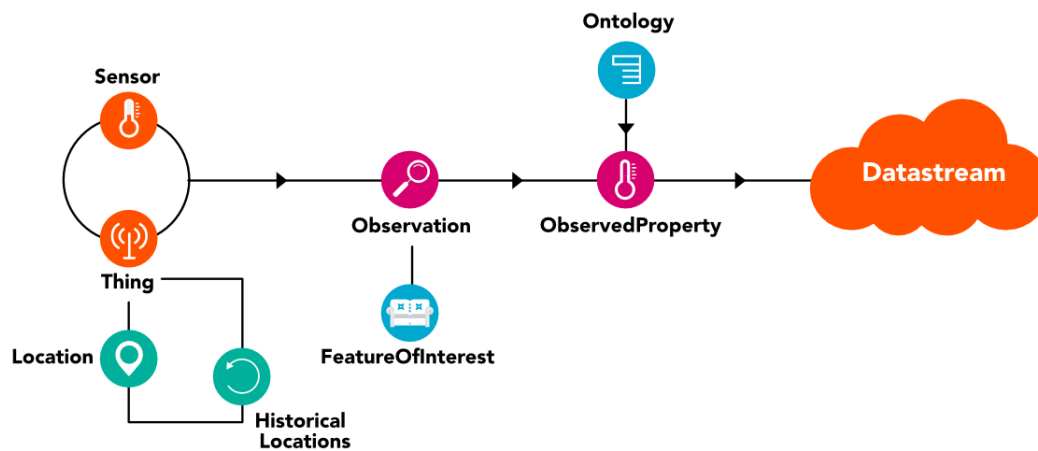 Ontology
Sensor
Datastream
Observation
ObservedProperty
Thing
Location
FeatureOfInterest
Historical
Locations